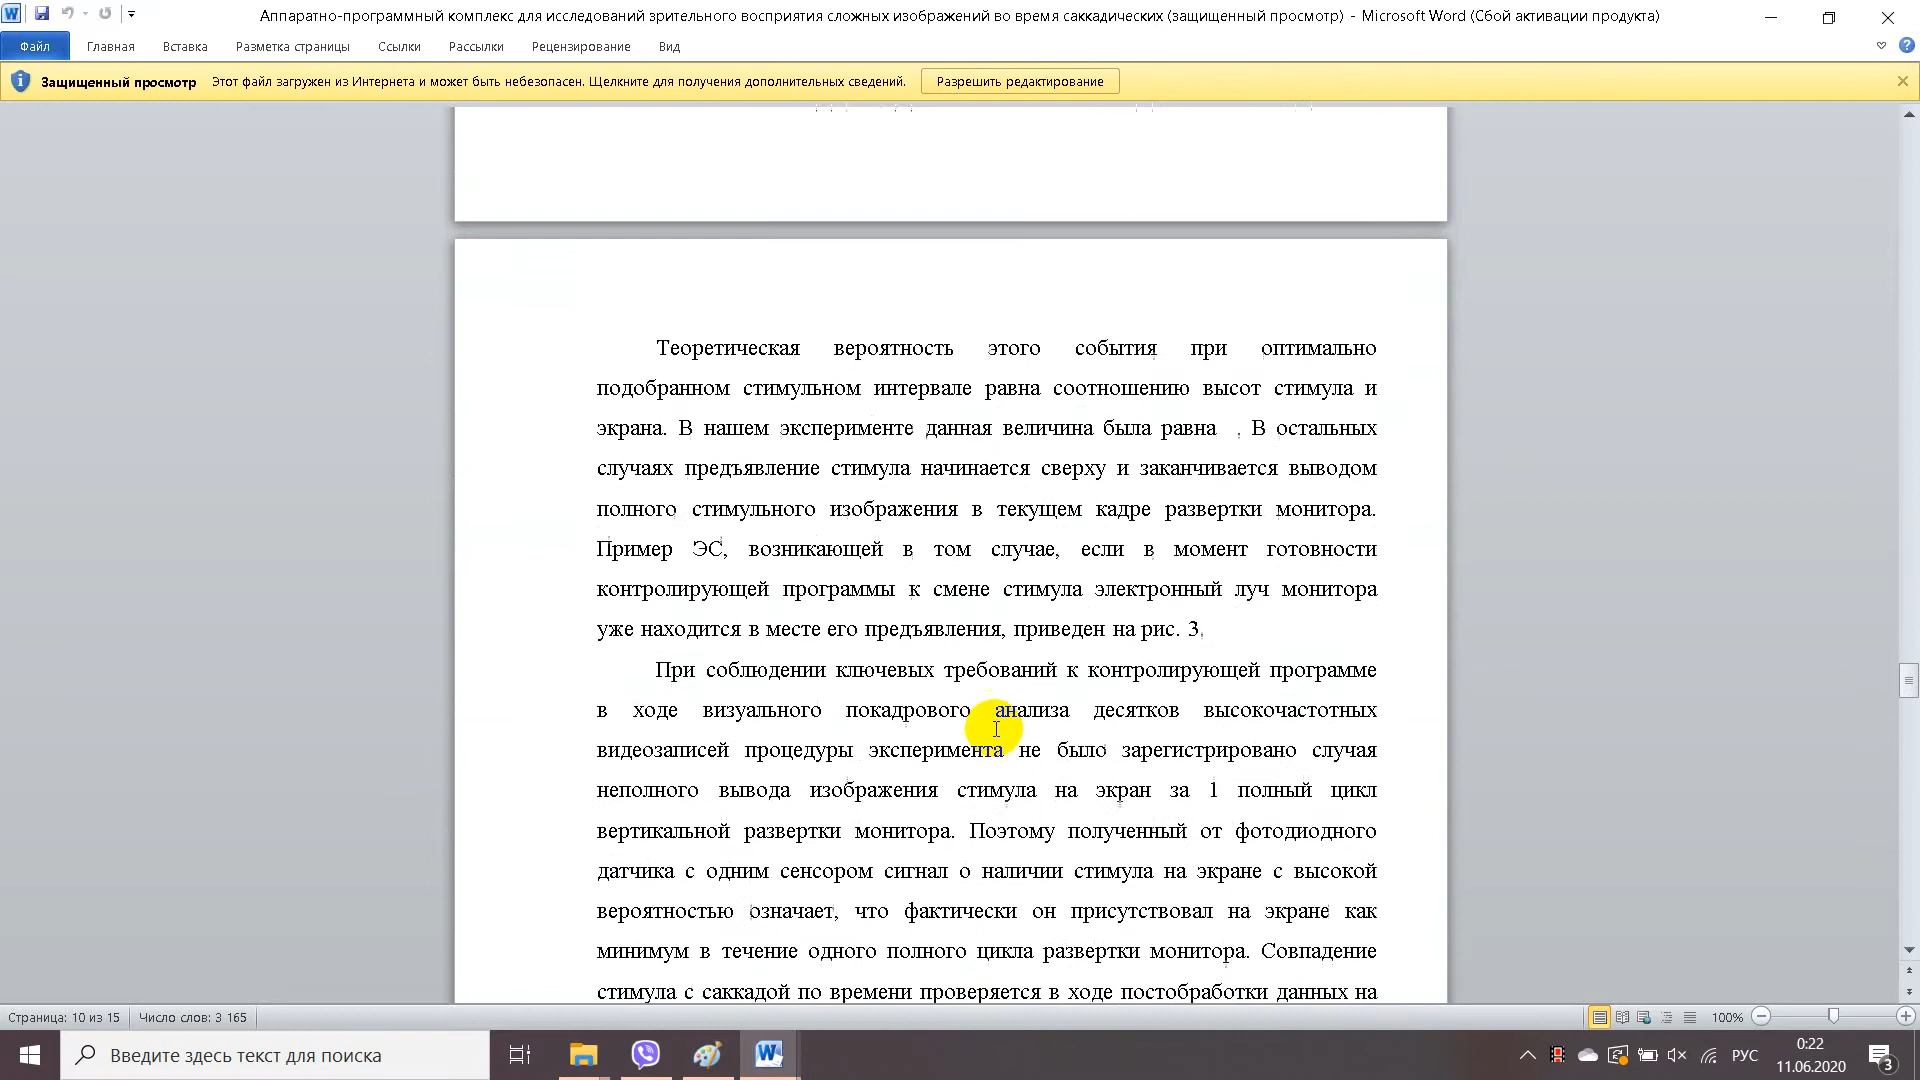 Аппаратно-программный комплекс для исследований зрительного восприятия сложных изображений во время саккадических (защищенный просмотр) - Microsoft Word (Сбой активации продукта)
Файл Главная Вставка Разметка страницы Ссылки Рассылки Рецензирование Вид
Защищенный просмотр Этот файл загружен из Интернета и может быть небезопасен. Щелкните для получения дополнительных сведений. Разрешить редактирование
Теоретическая вероятность этого события при оптимально
подобранном стимульном интервале равна соотношению высот стимула и
экрана. В нашем эксперименте данная величина была равна . В остальных
случаях предъявление стимула начинается сверху и заканчивается выводом
полного стимульного изображения в текущем кадре развертки монитора.
Пример ЭС, возникающей в том случае, если в момент готовности
контролирующей программы к смене стимула электронный луч монитора
уже находится в месте его предъявления, приведен на рис. 3.
При соблюдении ключевых требований к контролирующей программе
в ходе визуального покадрового анализа десятков высокочастотных
видеозаписей процедуры эксперимента не было зарегистрировано случая
неполного вывода изображения стимула на экран за 1 полный цикл
вертикальной развертки монитора. Поэтому полученный от фотодиодного
датчика с одним сенсором сигнал о наличии стимула на экране с высокой
вероятностью означает, что фактически он присутствовал на экране как
минимум в течение одного полного цикла развертки монитора. Совпадение
стимула с саккадой по времени проверяется в ходе постобработки данных на
Страница: 10 из 15 Число слов: 3 165 100%
Введите здесь текст для поиска
РУС
0:22
11.06.2020
3